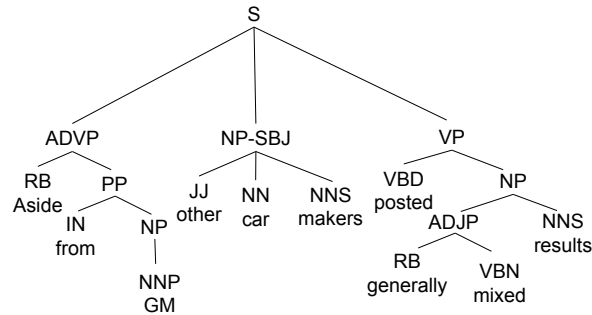 S
ADVP NP-SBJ VP
RB PP JJ NN NNS VBD NP
Aside other car makers posted
IN NP ADJP NNS
from results
NNP RB VBN
GM generally mixed